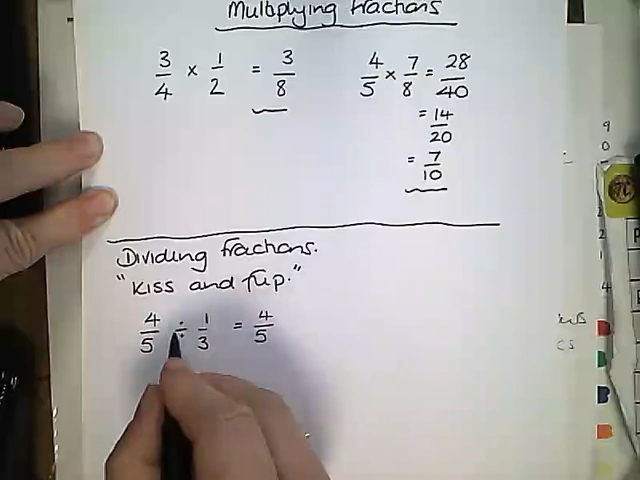 Multiplying fractions
3/4 × 1/2 = 3/8
4/5 × 7/8 = 28/40
= 14/20
= 7/10
Dividing fractions.
"Kiss and flip."
4/5 ÷ 1/3 = 4/5